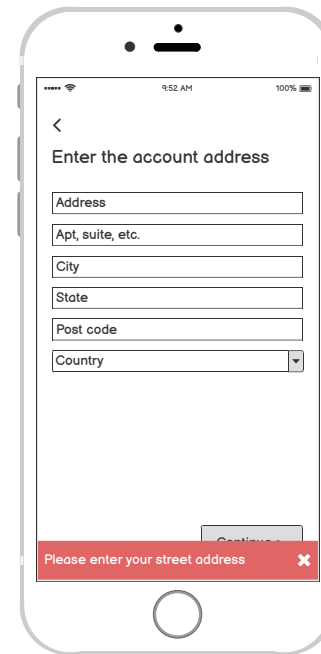 9:52 AM 100%
Enter the account address
Address
Apt, suite, etc.
City
State
Post code
Country
Please enter your street address